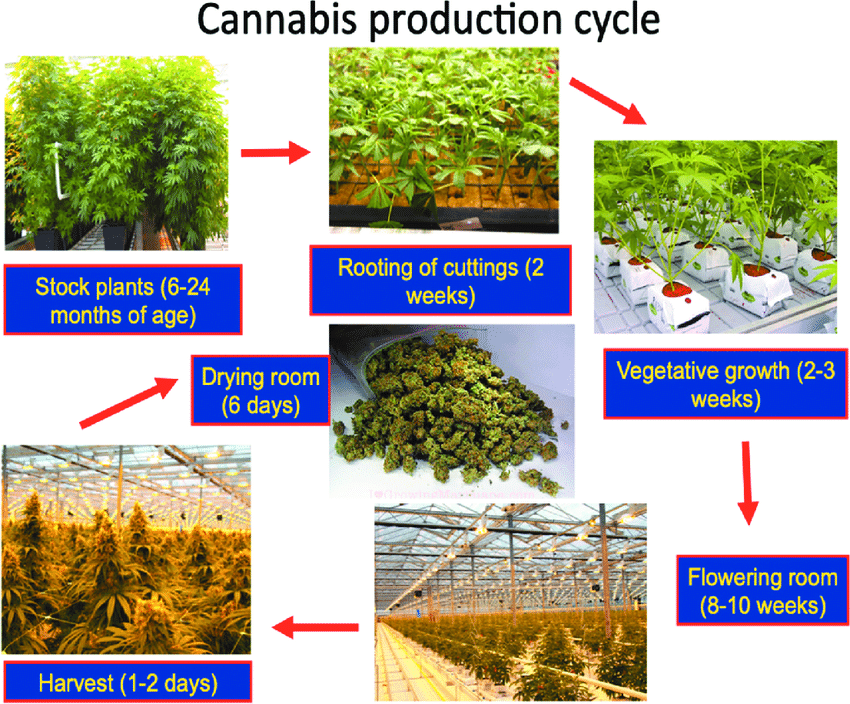 Cannabis production cycle
Stock plants (6-24
months of age)
Rooting of cuttings (2
weeks)
Vegetative growth (2-3
weeks)
Drying room
(6 days)
Flowering room
(8-10 weeks)
Harvest (1-2 days)